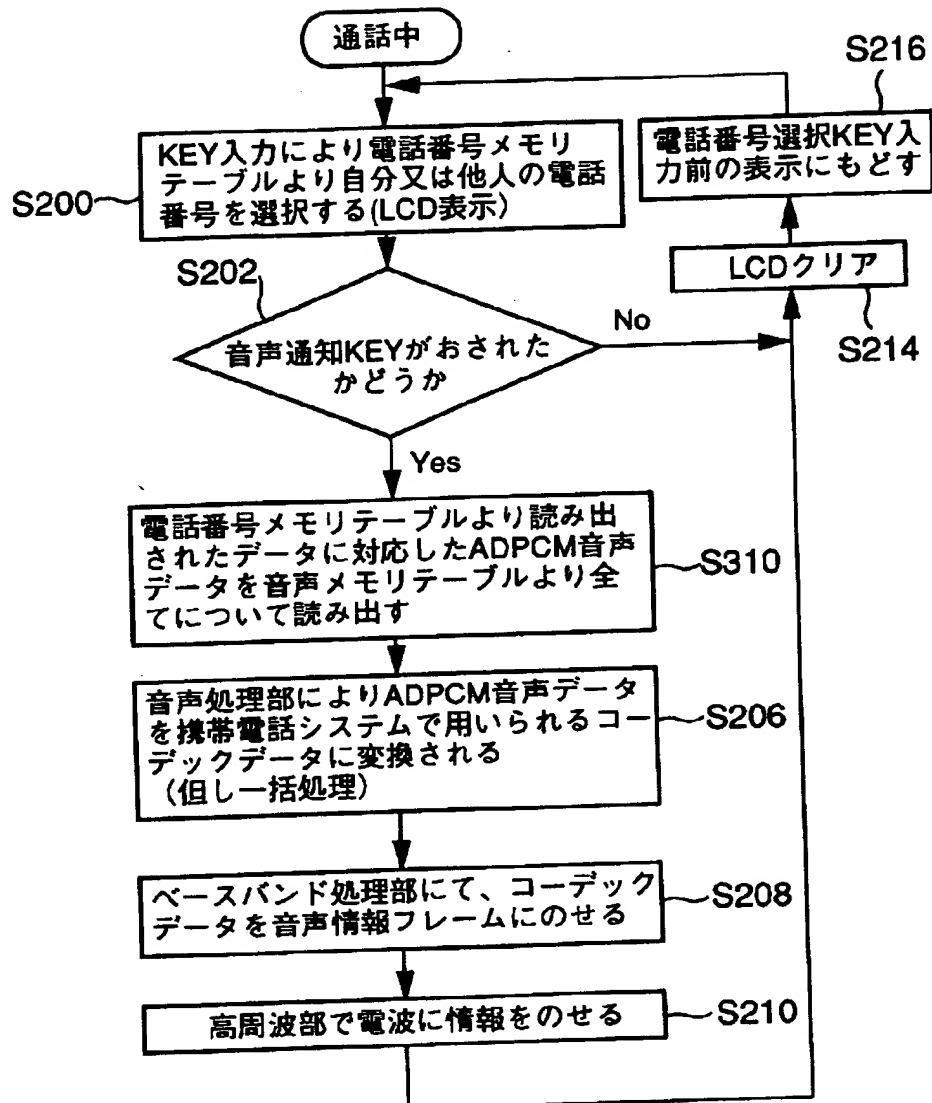 通話中
S216
KEY入力により電話番号メモリ
テーブルより自分又は他人の電話
番号を選択する(LCD表示)
S200
電話番号選択KEY入
力前の表示にもどす
S202
LCDクリア
S214
音声通知KEYがおされた
かどうか
No
Yes
電話番号メモリテーブルより読み出
されたデータに対応したADPCM音声
データを音声メモリテーブルより全
てについて読み出す
S310
音声処理部によりADPCM音声データ
を携帯電話システムで用いられるコー
デックデータに変換される
(但し一括処理)
S206
ベースバンド処理部にて、コーデック
データを音声情報フレームにのせる
S208
高周波部で電波に情報をのせる
S210